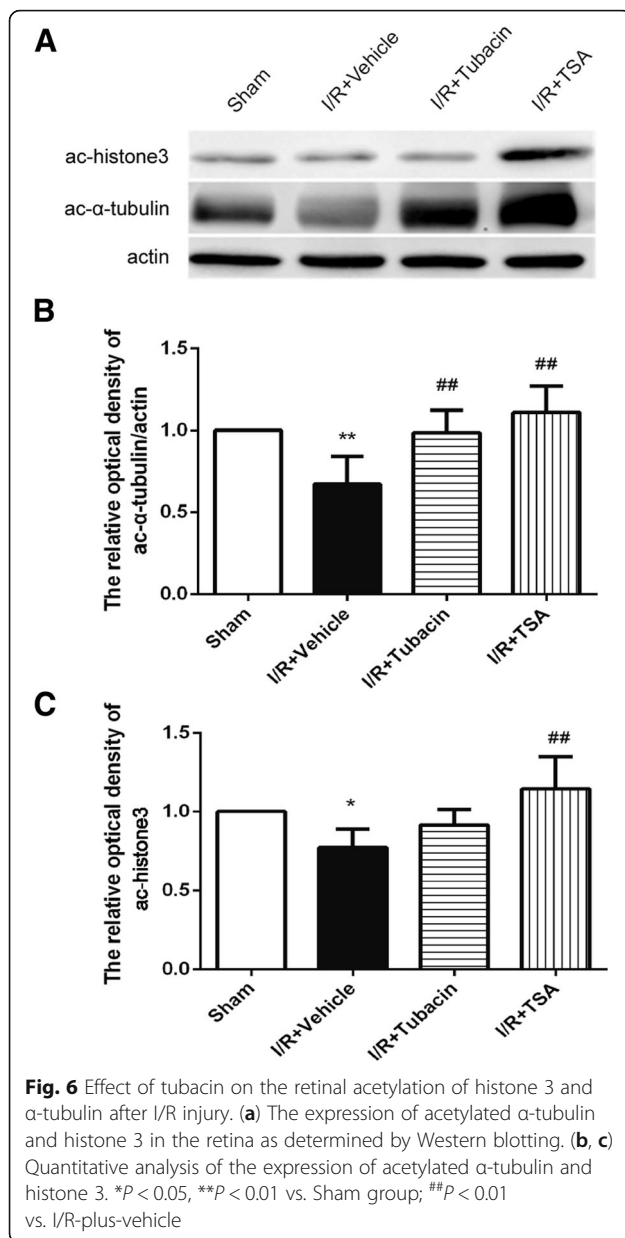 A
Sham
I/R+Vehicle
I/R+Tubacin
I/R+TSA
ac-histone3
ac-α-tubulin
actin
B
The relative optical density of
ac-α-tubulin/actin
1.5
1.0
0.5
0.0
**
##
##
Sham
I/R+Vehicle
I/R+Tubacin
I/R+TSA
C
The relative optical density of
ac-histone3
1.5
1.0
0.5
0.0
*
##
Sham
I/R+Vehicle
I/R+Tubacin
I/R+TSA
Fig. 6 Effect of tubacin on the retinal acetylation of histone 3 and
α-tubulin after I/R injury. (a) The expression of acetylated α-tubulin
and histone 3 in the retina as determined by Western blotting. (b, c)
Quantitative analysis of the expression of acetylated α-tubulin and
histone 3. *P < 0.05, **P < 0.01 vs. Sham group; ##P < 0.01
vs. I/R-plus-vehicle